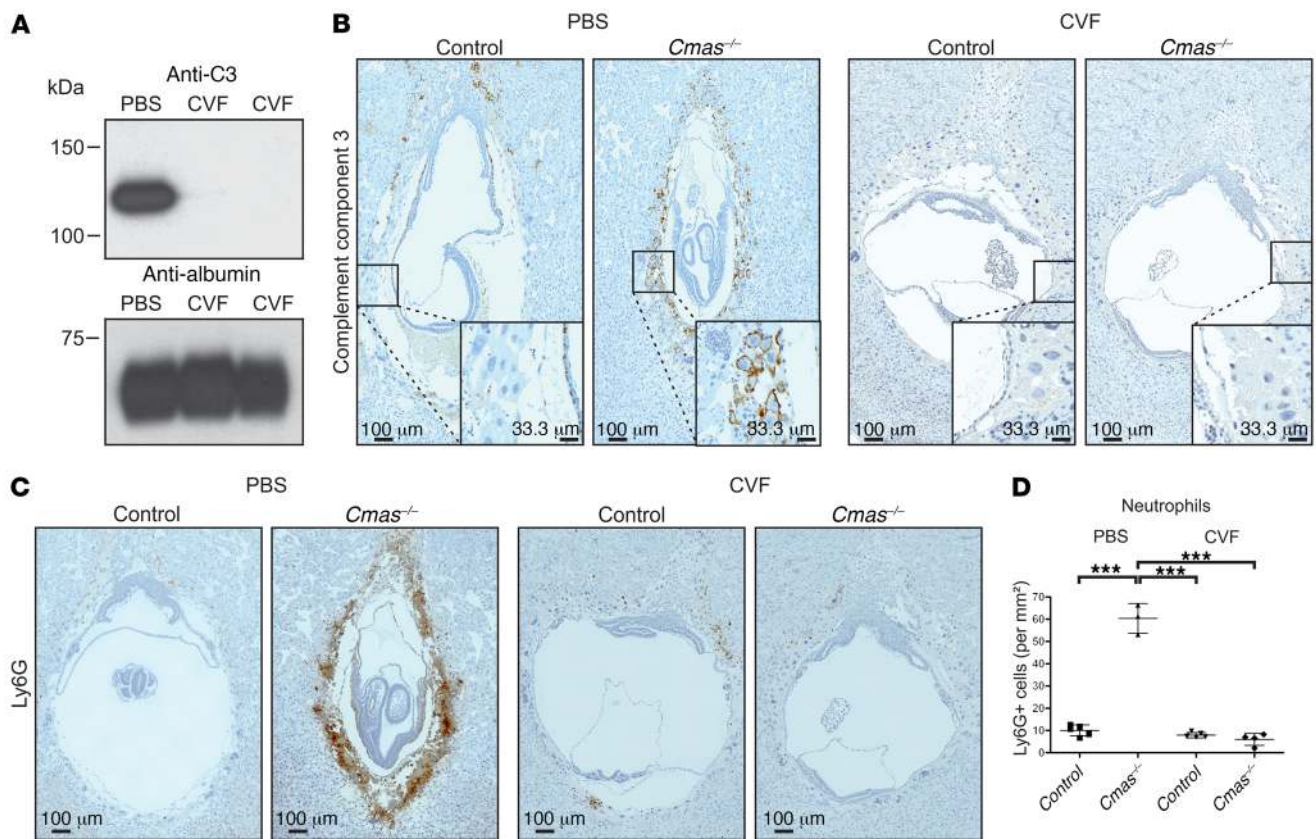 A
Anti-C3
kDa
PBS CVF CVF
150
100
Anti-albumin
PBS CVF CVF
75
B
PBS CVF
Control Cmas⁻/⁻ Control Cmas⁻/⁻
Complement component 3
100 μm 33.3 μm 100 μm 33.3 μm 100 μm 33.3 μm 100 μm 33.3 μm
C
PBS CVF
Control Cmas⁻/⁻ Control Cmas⁻/⁻
Ly6G
100 μm 100 μm 100 μm 100 μm
D
Neutrophils
PBS CVF
***
*** ***
Ly6G+ cells (per mm²)
70
60
50
40
30
20
10
0
Control Cmas⁻/⁻ Control Cmas⁻/⁻